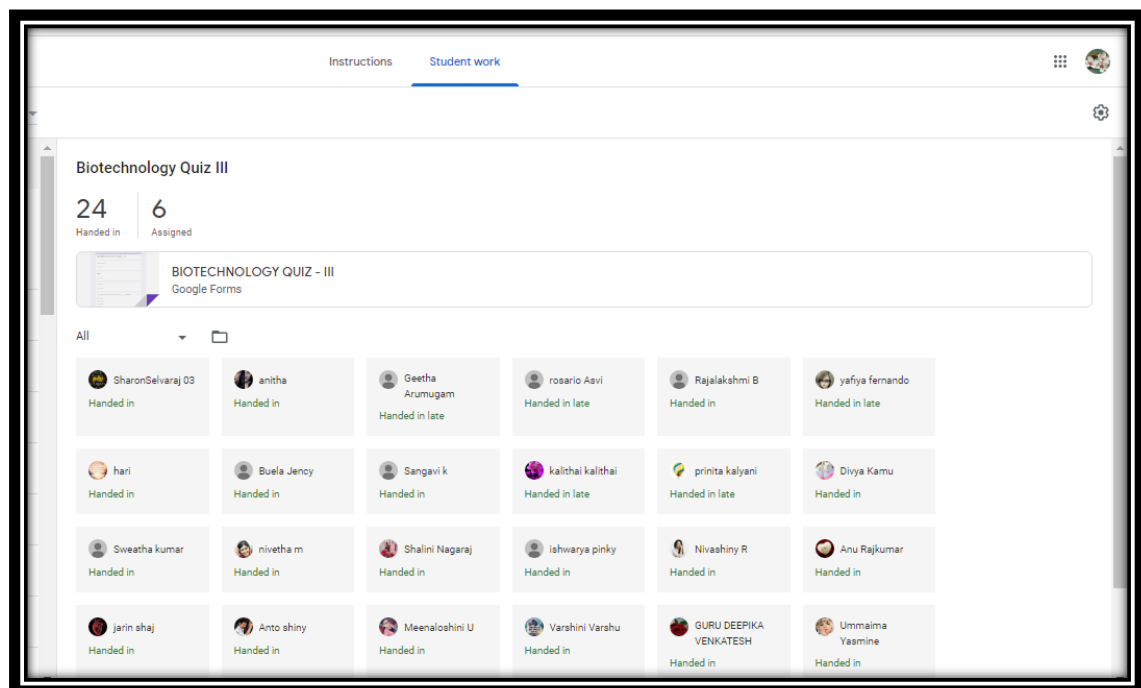 Instructions Student work
Biotechnology Quiz III
24 6
Handed in Assigned
BIOTECHNOLOGY QUIZ - III
Google Forms
All
SharonSelvaraj 03
Handed in
anitha
Handed in
Geetha
Arumugam
Handed in late
rosario Asvi
Handed in late
Rajalakshmi B
Handed in
yafiya fernando
Handed in late
hari
Handed in
Buela Jency
Handed in
Sangavi k
Handed in
kalithai kalithai
Handed in late
prinita kalyani
Handed in late
Divya Kamu
Handed in
Sweatha kumar
Handed in
nivetha m
Handed in
Shalini Nagaraj
Handed in
ishwarya pinky
Handed in
Nivashiny R
Handed in
Anu Rajkumar
Handed in
jarin shaj
Handed in
Anto shiny
Handed in
Meenaloshini U
Handed in
Varshini Varshu
Handed in
GURU DEEPIKA
VENKATESH
Handed in
Ummaima
Yasmine
Handed in